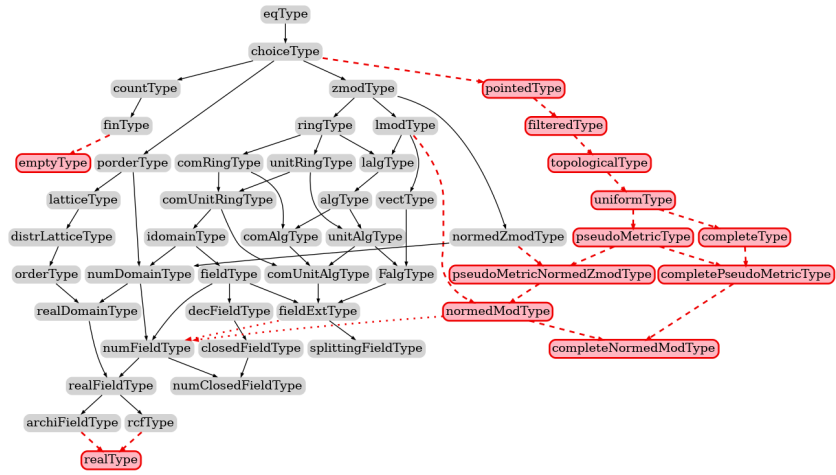 eqType
choiceType
countType
zmodType
pointedType
finType
ringType
lmodType
filteredType
emptyType
porderType
comRingType
unitRingType
lalgType
topologicalType
latticeType
comUnitRingType
algType
vectType
uniformType
distrLatticeType
idomainType
comAlgType
unitAlgType
normedZmodType
pseudoMetricType
completeType
orderType
numDomainType
fieldType
comUnitAlgType
FalgType
pseudoMetricNormedZmodType
completePseudoMetricType
realDomainType
decFieldType
fieldExtType
normedModType
numFieldType
closedFieldType
splittingFieldType
completeNormedModType
realFieldType
numClosedFieldType
archiFieldType
rcfType
realType